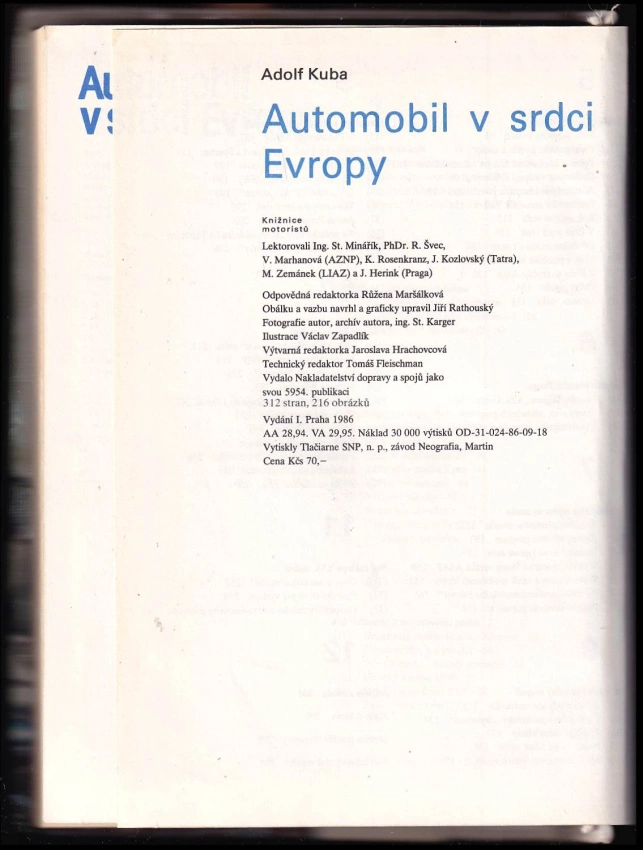 Au
v s
Adolf Kuba
Automobil v srdci
Evropy
Knižnice
motoristů
Lektorovali Ing. St. Minářík, PhDr. R. Švec,
V. Marhanová (AZNP), K. Rosenkranz, J. Kozlovský (Tatra),
M. Zemánek (LIAZ) a J. Herink (Praga)
Odpovědná redaktorka Růžena Maršálková
Obálku a vazbu navrhl a graficky upravil Jiří Rathouský
Fotografie autor, archív autora, ing. St. Karger
Ilustrace Václav Zapadlík
Výtvarná redaktorka Jaroslava Hrachovcová
Technický redaktor Tomáš Fleischman
Vydalo Nakladatelství dopravy a spojů jako
svou 5954. publikaci
312 stran, 216 obrázků
Vydání I. Praha 1986
AA 28,94. VA 29,95. Náklad 30 000 výtisků OD-31-024-86-09-18
Vytiskly Tlačiarne SNP, n. p., závod Neografia, Martin
Cena Kčs 70,–